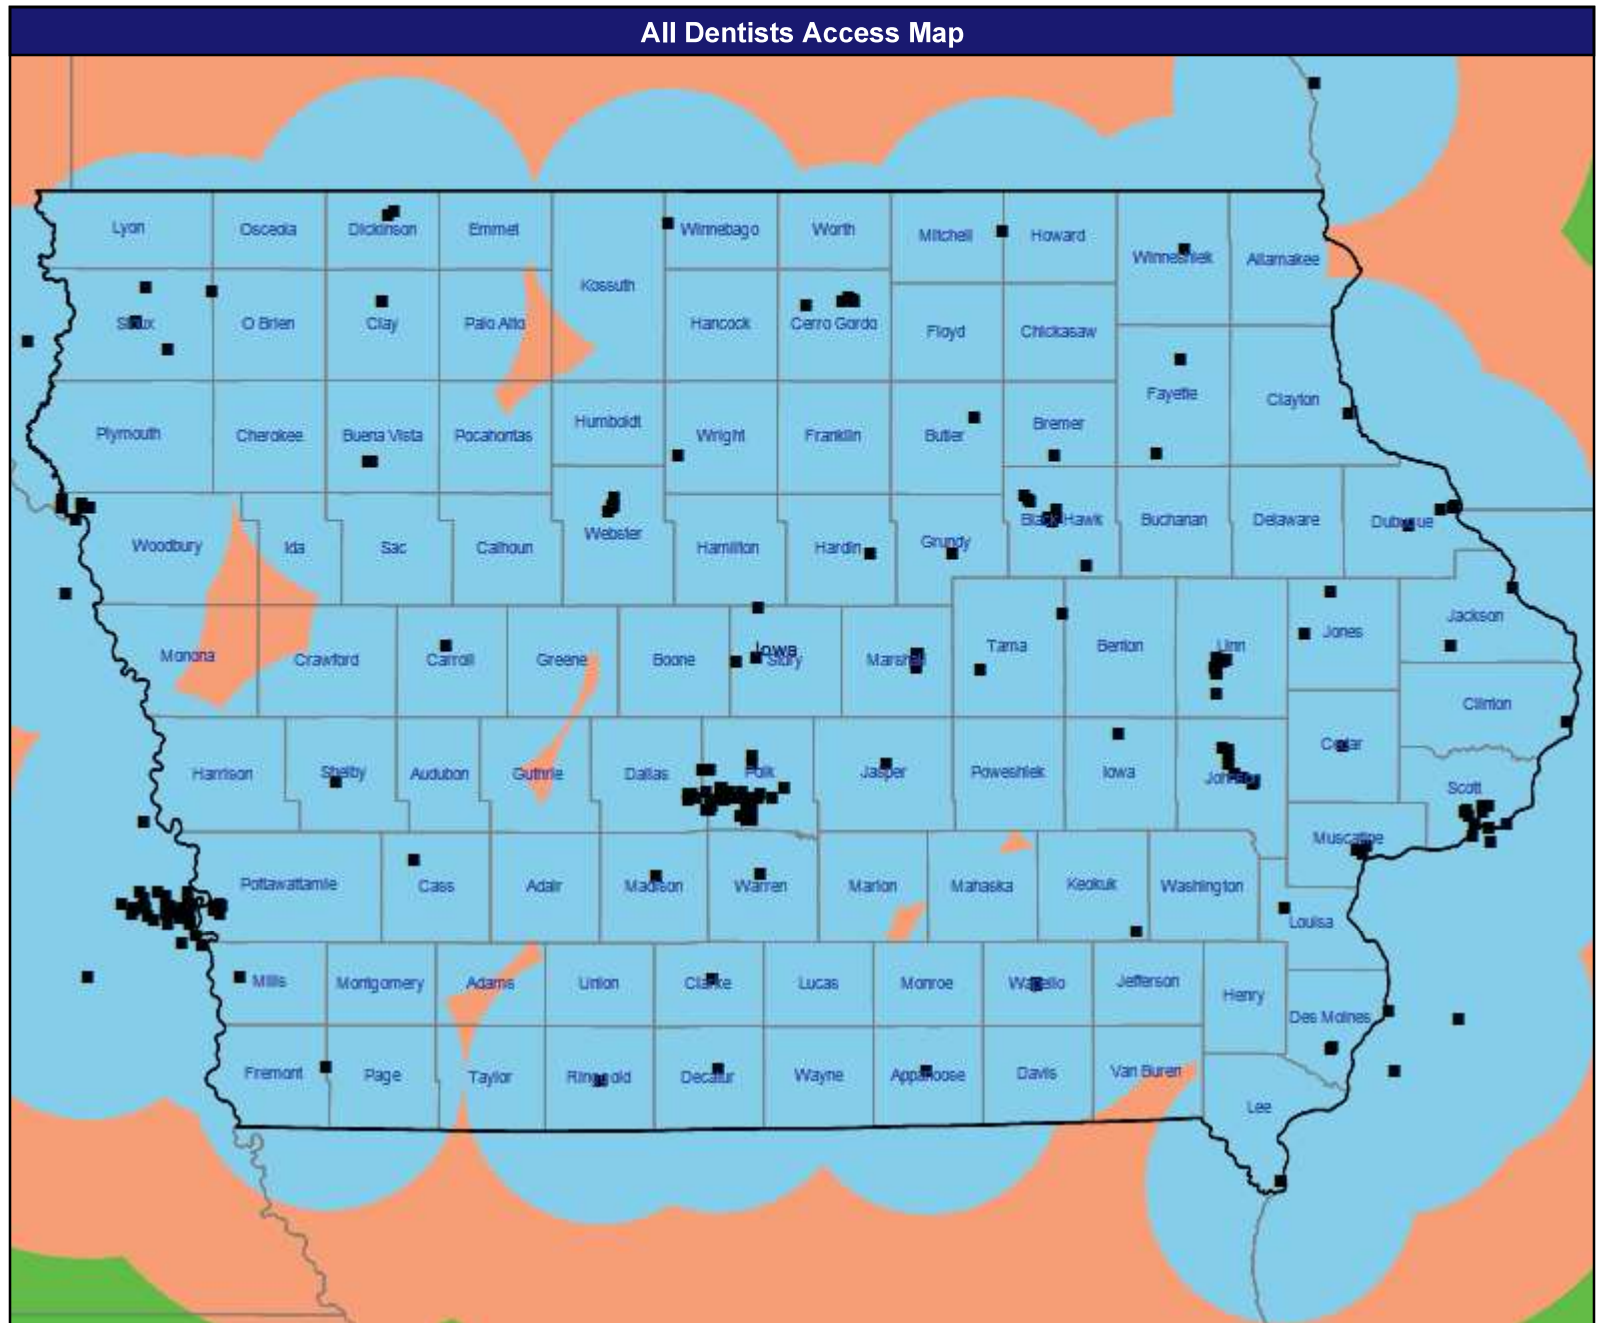 All Dentists Access Map
Lyon Osceola Dickinson Emmet Winnebago Worth Mitchell Howard
Winneshiek Allamakee
Kossuth
Sioux O Brien Clay Palo Alto Hancock Cerro Gordo Floyd Chickasaw
Fayette Clayton
Plymouth Cherokee Buena Vista Pocahontas Humboldt Wright Franklin Butler Bremer
Woodbury Ida Sac Calhoun Webster Hamilton Hardin Grundy Black Hawk Buchanan Delaware Dubuque
Jackson
Iowa
Monona Crawford Carroll Greene Boone Story Marshall Tama Benton Linn Jones
Clinton
Harrison Shelby Audubon Guthrie Dallas Polk Jasper Poweshiek Iowa Johnson Cedar
Scott
Muscatine
Pottawattamie Cass Adair Madison Warren Marion Mahaska Keokuk Washington
Louisa
Mills Montgomery Adams Union Clarke Lucas Monroe Wapello Jefferson Henry
Des Moines
Fremont Page Taylor Ringgold Decatur Wayne Appanoose Davis Van Buren
Lee